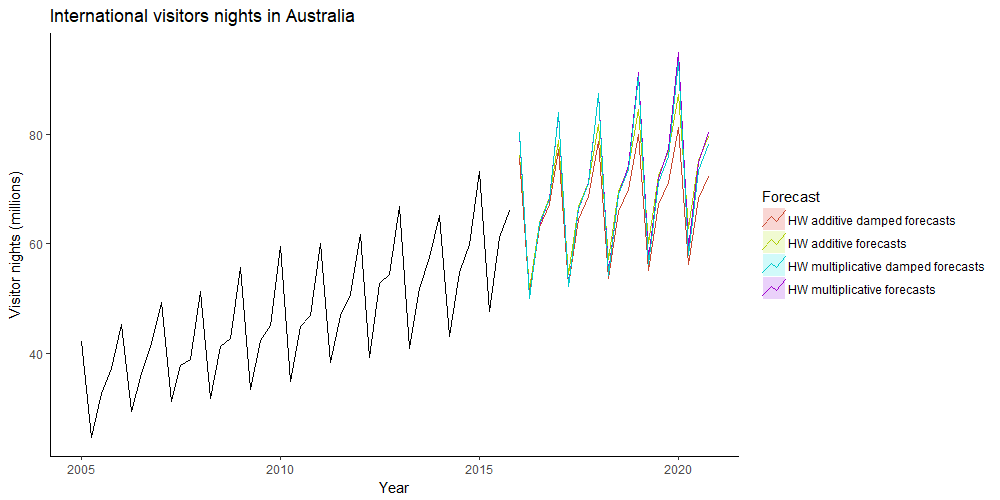 International visitors nights in Australia
Visitor nights (millions)
80
60
40
2005
2010
2015
2020
Year
Forecast
HW additive damped forecasts
HW additive forecasts
HW multiplicative damped forecasts
HW multiplicative forecasts